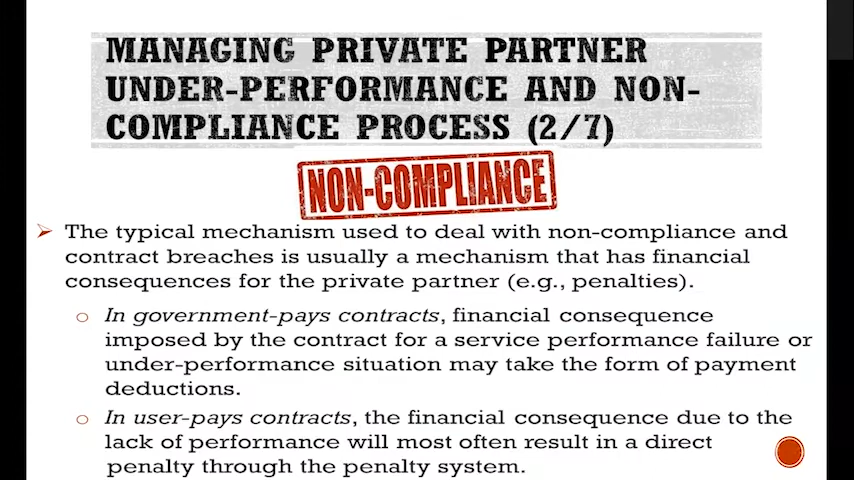 MANAGING PRIVATE PARTNER
UNDER-PERFORMANCE AND NON-
COMPLIANCE PROCESS (2/7)
NON-COMPLIANCE
The typical mechanism used to deal with non-compliance and
contract breaches is usually a mechanism that has financial
consequences for the private partner (e.g., penalties).
In government-pays contracts, financial consequence
imposed by the contract for a service performance failure or
under-performance situation may take the form of payment
deductions.
In user-pays contracts, the financial consequence due to the
lack of performance will most often result in a direct
penalty through the penalty system.